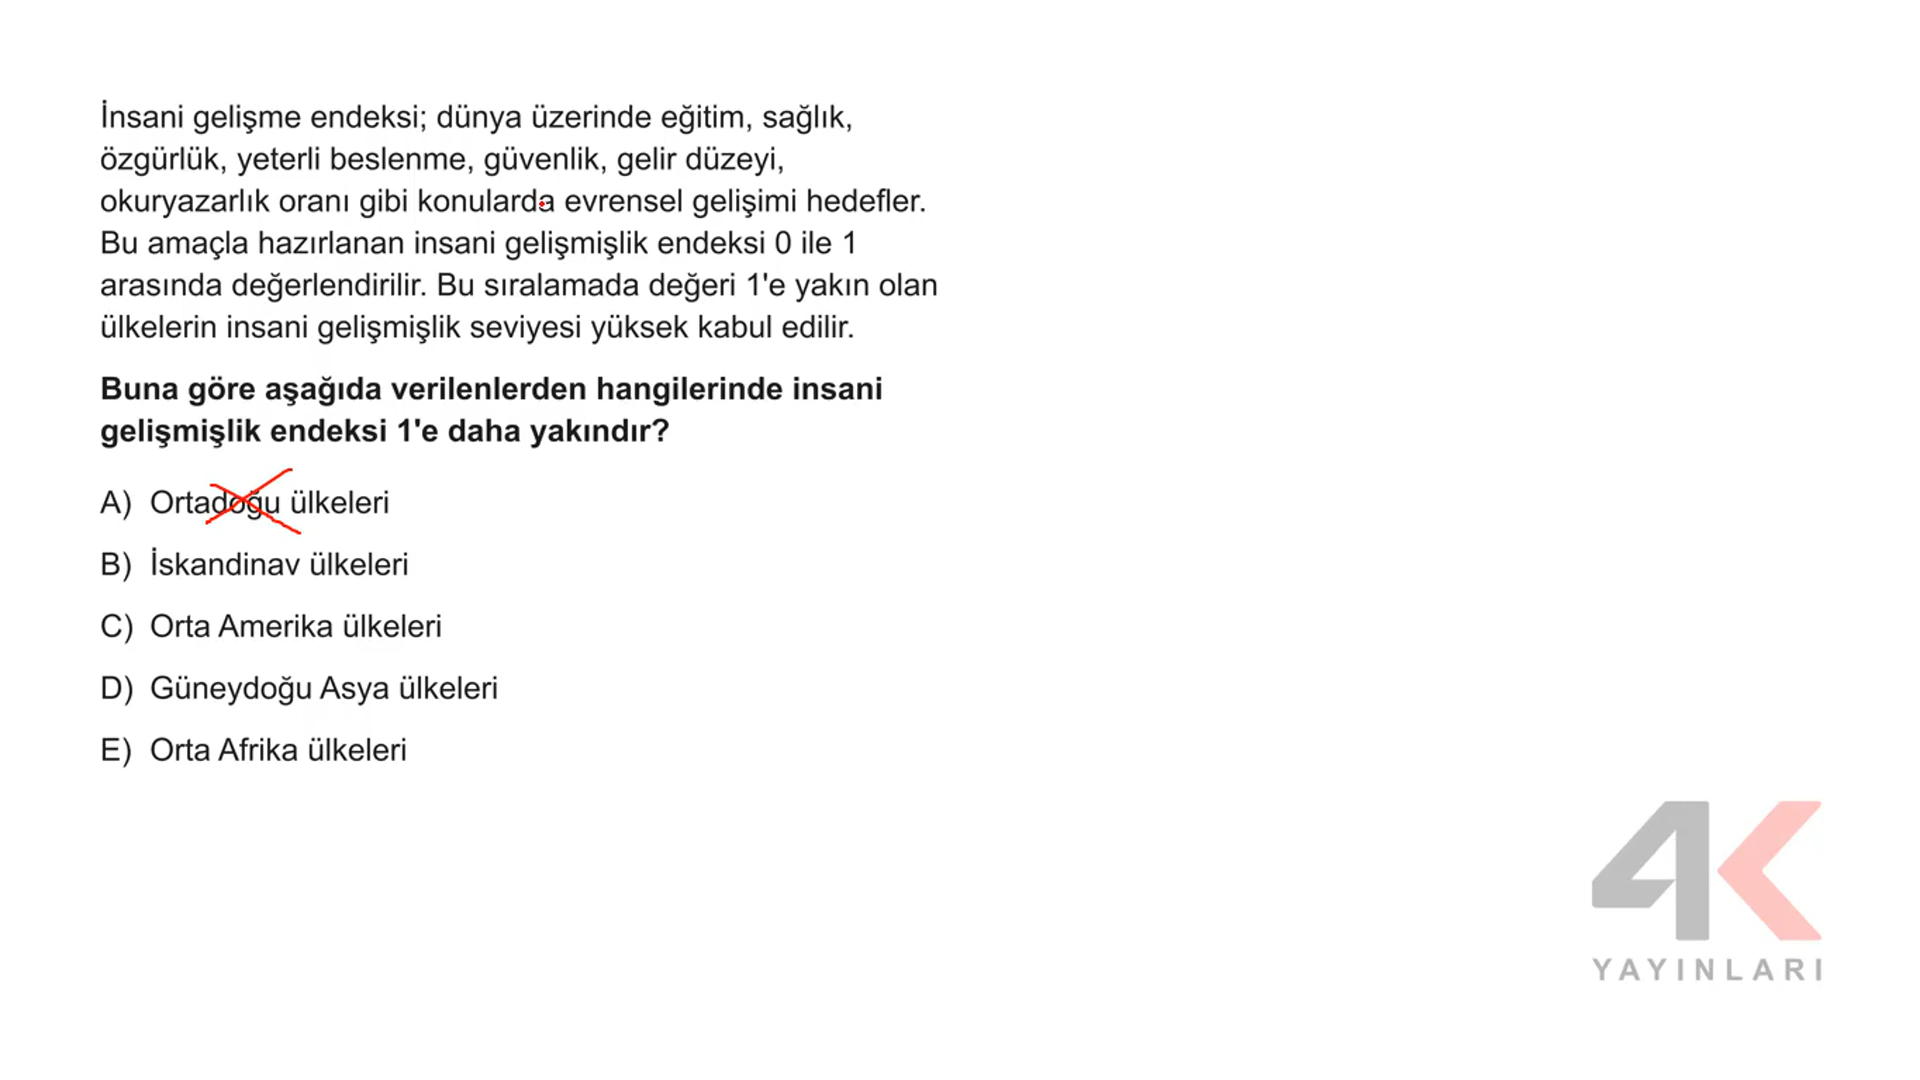 İnsani gelişme endeksi; dünya üzerinde eğitim, sağlık,
özgürlük, yeterli beslenme, güvenlik, gelir düzeyi,
okuryazarlık oranı gibi konularda evrensel gelişimi hedefler.
Bu amaçla hazırlanan insani gelişmişlik endeksi 0 ile 1
arasında değerlendirilir. Bu sıralamada değeri 1'e yakın olan
ülkelerin insani gelişmişlik seviyesi yüksek kabul edilir.
Buna göre aşağıda verilenlerden hangilerinde insani
gelişmişlik endeksi 1'e daha yakındır?
A) Ortadoğu ülkeleri
B) İskandinav ülkeleri
C) Orta Amerika ülkeleri
D) Güneydoğu Asya ülkeleri
E) Orta Afrika ülkeleri
4K
YAYINLARI